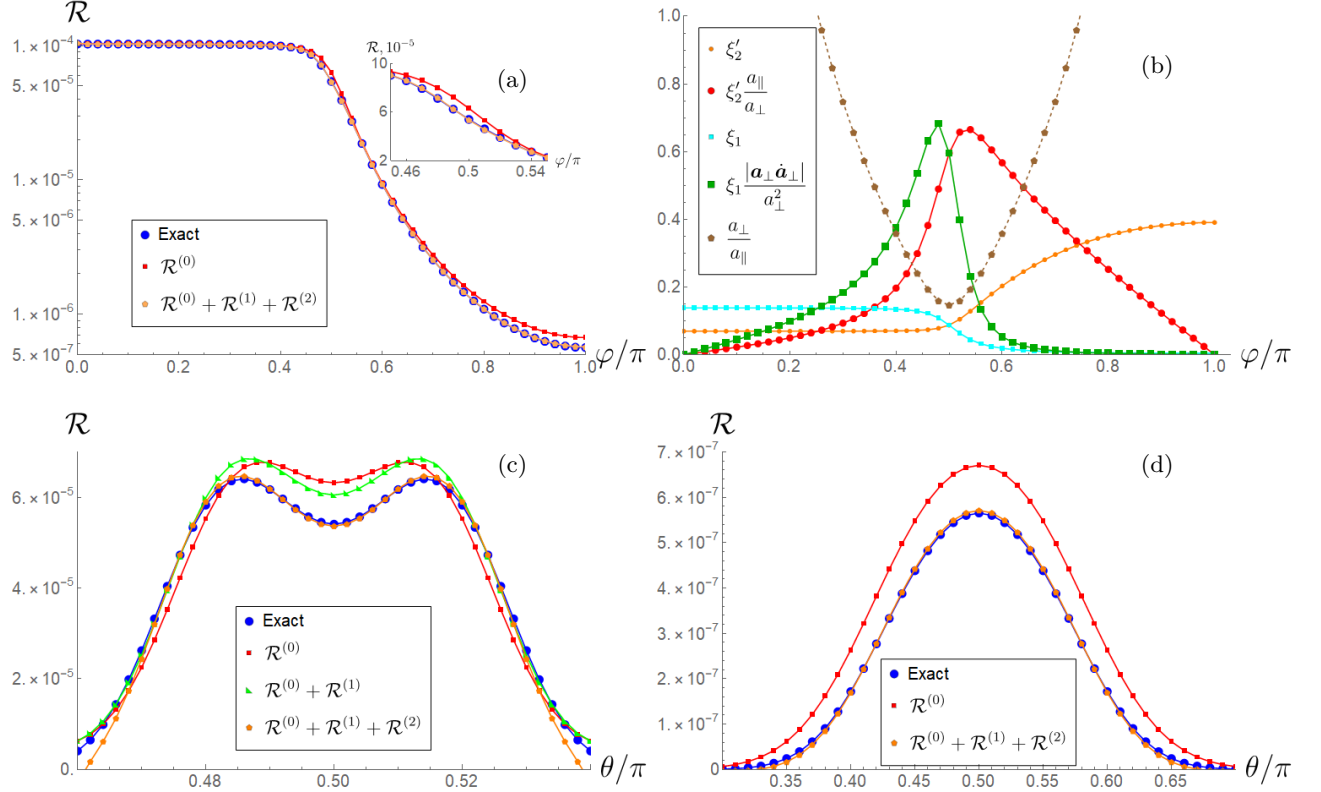 R
1.×10⁻⁴
5.×10⁻⁵
1.×10⁻⁵
5.×10⁻⁶
1.×10⁻⁶
5.×10⁻⁷
0.0 0.2 0.4 0.6 0.8 1.0
φ/π
(a)
R, 10⁻⁵
10
6
2
0.46 0.5 0.54
φ/π
Exact
R⁽⁰⁾
R⁽⁰⁾ + R⁽¹⁾ + R⁽²⁾
(b)
1.0
0.8
0.6
0.4
0.2
0.0
0.0 0.2 0.4 0.6 0.8 1.0
φ/π
ξ′₂
ξ′₂ a∥/a⊥
ξ₁
ξ₁ |a⊥ȧ⊥|/a⊥²
a⊥/a∥
R
(c)
6.×10⁻⁵
4.×10⁻⁵
2.×10⁻⁵
0.
0.48 0.50 0.52
θ/π
Exact
R⁽⁰⁾
R⁽⁰⁾ + R⁽¹⁾
R⁽⁰⁾ + R⁽¹⁾ + R⁽²⁾
R
(d)
7.×10⁻⁷
6.×10⁻⁷
5.×10⁻⁷
4.×10⁻⁷
3.×10⁻⁷
2.×10⁻⁷
1.×10⁻⁷
0.
0.35 0.40 0.45 0.50 0.55 0.60 0.65
θ/π
Exact
R⁽⁰⁾
R⁽⁰⁾ + R⁽¹⁾ + R⁽²⁾